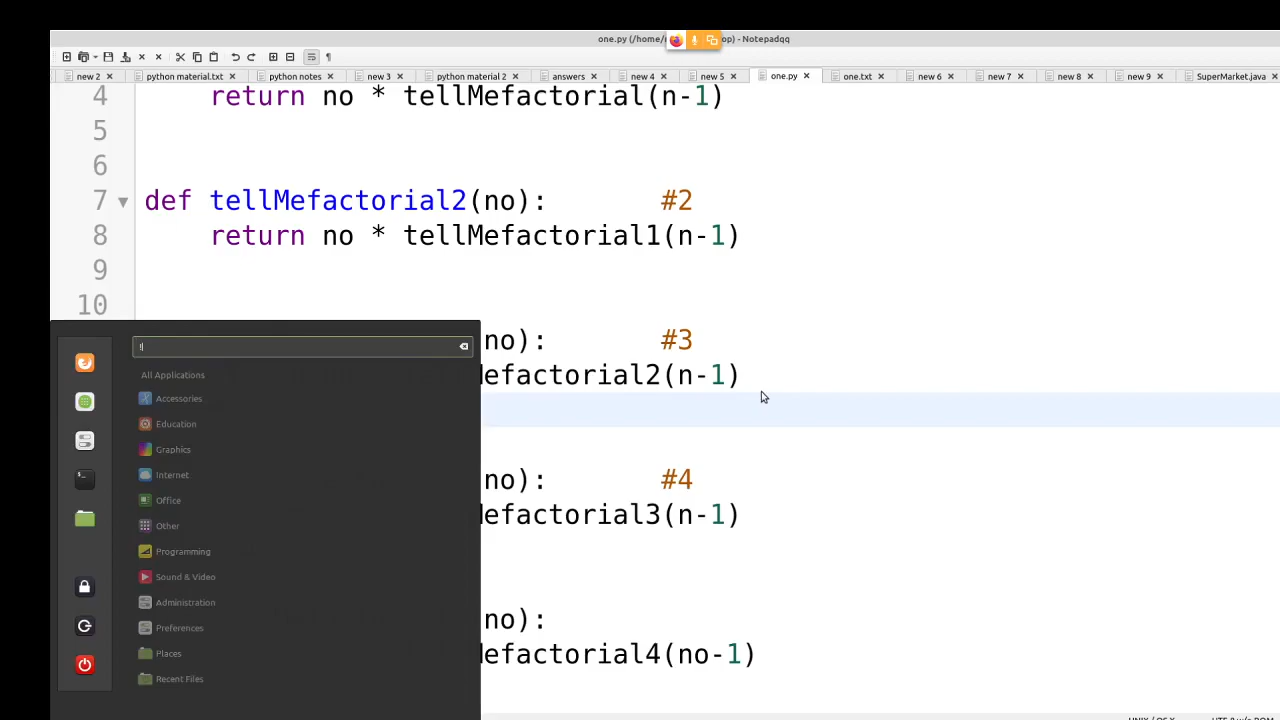 one.py (/home/ op) - Notepadqq
new 2 python material.txt python notes new 3 python material 2 answers new 4 new 5 one.py one.txt new 6 new 7 new 8 new 9 SuperMarket.java
4 return no * tellMefactorial(n-1)
5
6
7 def tellMefactorial2(no): #2
8 return no * tellMefactorial1(n-1)
9
10
no): #3
efactorial2(n-1)
no): #4
efactorial3(n-1)
no):
efactorial4(no-1)
All Applications
Accessories
Education
Graphics
Internet
Office
Other
Programming
Sound & Video
Administration
Preferences
Places
Recent Files